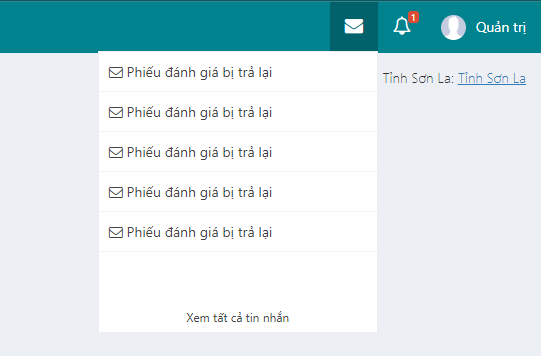 1
Quản trị
Phiếu đánh giá bị trả lại
Tỉnh Sơn La: Tỉnh Sơn La
Phiếu đánh giá bị trả lại
Phiếu đánh giá bị trả lại
Phiếu đánh giá bị trả lại
Phiếu đánh giá bị trả lại
Xem tất cả tin nhắn